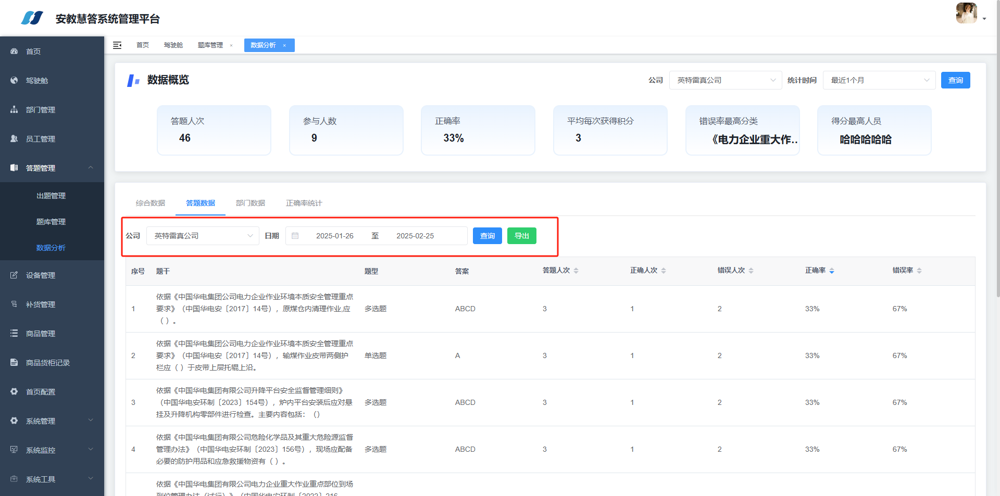 安教慧答系统管理平台
首页
驾驶舱
部门管理
员工管理
答题管理
出题管理
题库管理
数据分析
设备管理
补货管理
商品管理
商品货柜记录
首页配置
系统管理
系统监控
系统工具
首页 驾驶舱 题库管理 × 数据分析 ×
数据概览
公司 英特雷真公司 统计时间 最近1个月 查询
答题人次
46
参与人数
9
正确率
33%
平均每次获得积分
3
错误率最高分类
《电力企业重大作..
得分最高人员
哈哈哈哈哈
综合数据 答题数据 部门数据 正确率统计
公司 英特雷真公司 日期 2025-01-26 至 2025-02-25 查询 导出
序号 题干 题型 答案 答题人次 正确人次 错误人次 正确率 错误率
依据《中国华电集团公司电力企业作业环境本质安全管理重点
1 要求》（中国华电安〔2017〕14号），原煤仓内清理作业,应 多选题 ABCD 3 1 2 33% 67%
（ ）。
依据《中国华电集团公司电力企业作业环境本质安全管理重点
2 要求》（中国华电安〔2017〕14号），输煤作业皮带两侧护 单选题 A 3 1 2 33% 67%
栏应（ ）于皮带上层托辊上沿。
依据《中国华电集团有限公司升降平台安全监督管理细则》
3 （中国华电安环制〔2023〕154号），炉内平台安装后应对悬 多选题 ABCD 3 1 2 33% 67%
挂及升降机构零部件进行检查。主要内容包括：（）
依据《中国华电集团有限公司危险化学品及其重大危险源监督
4 管理办法》（中国华电安环制〔2023〕156号），现场应配备 多选题 ABCD 3 1 2 33% 67%
必要的防护用品和应急救援物资有（ ）。
依据《中国华电集团有限公司电力企业重大作业重点部位到场
到位管理办法（试行）》（中国华电安环制〔2022〕216